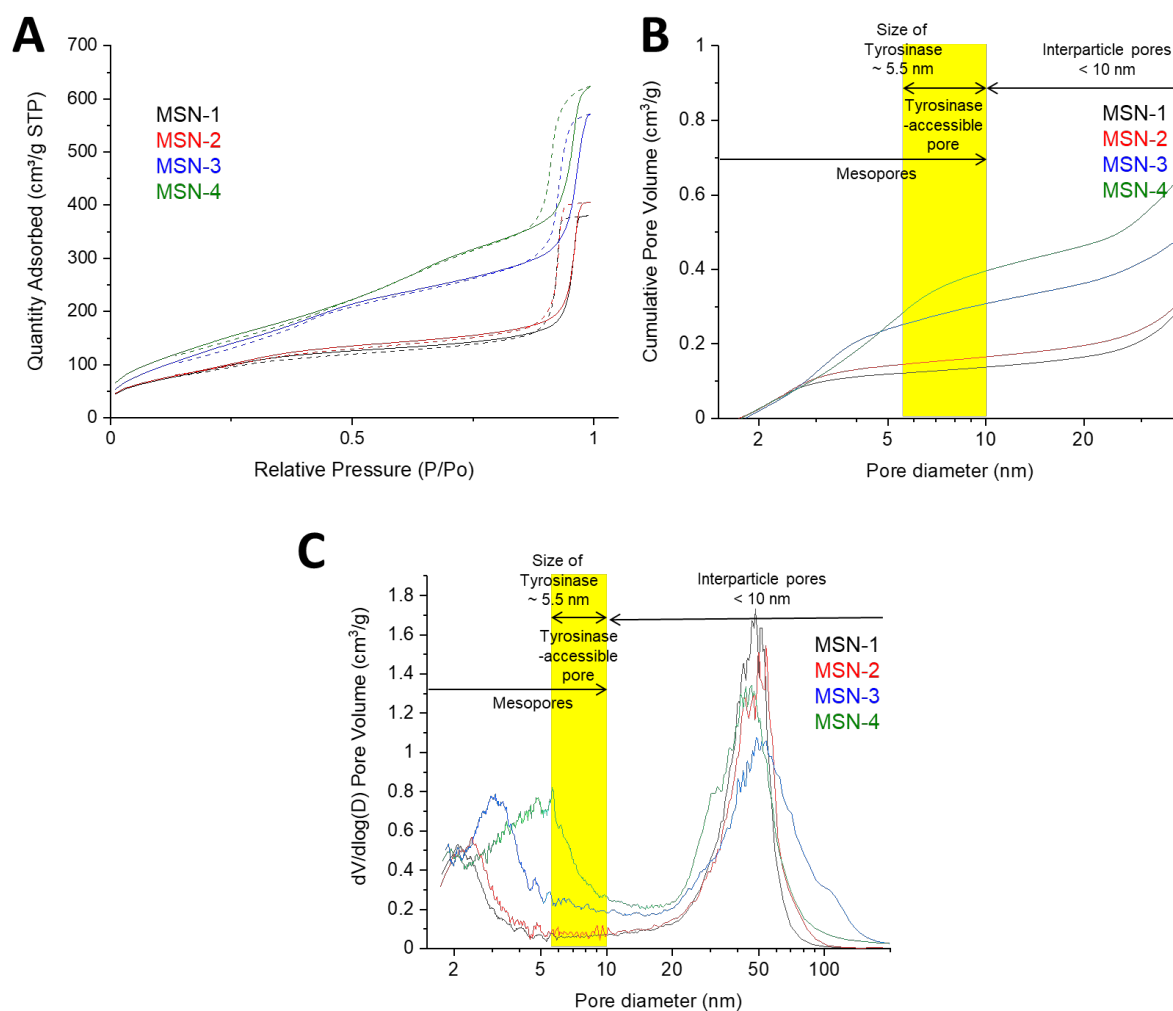 A
700
600
500
400
300
200
100
0
Quantity Adsorbed (cm³/g STP)
MSN-1
MSN-2
MSN-3
MSN-4
0
0.5
1
Relative Pressure (P/Po)
B
Size of
Tyrosinase
~ 5.5 nm
Interparticle pores
< 10 nm
Tyrosinase
-accessible
pore
Mesopores
MSN-1
MSN-2
MSN-3
MSN-4
1
0.8
0.6
0.4
0.2
0
Cumulative Pore Volume (cm³/g)
2
5
10
20
Pore diameter (nm)
C
Size of
Tyrosinase
~ 5.5 nm
Interparticle pores
< 10 nm
Tyrosinase
-accessible
pore
Mesopores
MSN-1
MSN-2
MSN-3
MSN-4
1.8
1.6
1.4
1.2
1.0
0.8
0.6
0.4
0.2
0
dV/dlog(D) Pore Volume (cm³/g)
2
5
10
20
50
100
Pore diameter (nm)